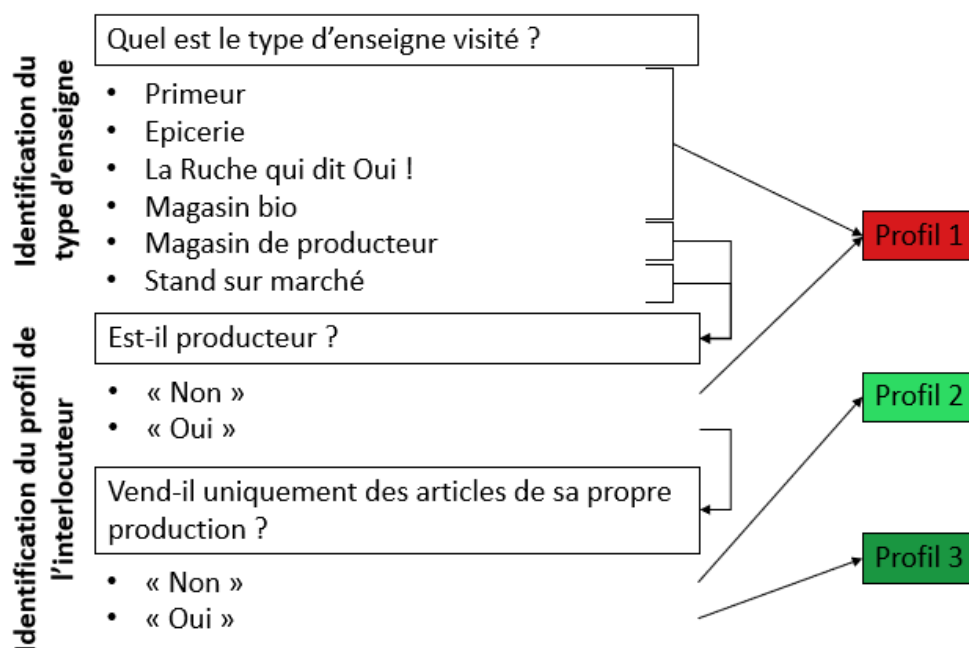 Identification du
type d’enseigne
Quel est le type d’enseigne visité ?
• Primeur
• Epicerie
• La Ruche qui dit Oui !
• Magasin bio
• Magasin de producteur
• Stand sur marché
Identification du profil de
l’interlocuteur
Est-il producteur ?
• « Non »
• « Oui »
Vend-il uniquement des articles de sa propre
production ?
• « Non »
• « Oui »
Profil 1
Profil 2
Profil 3